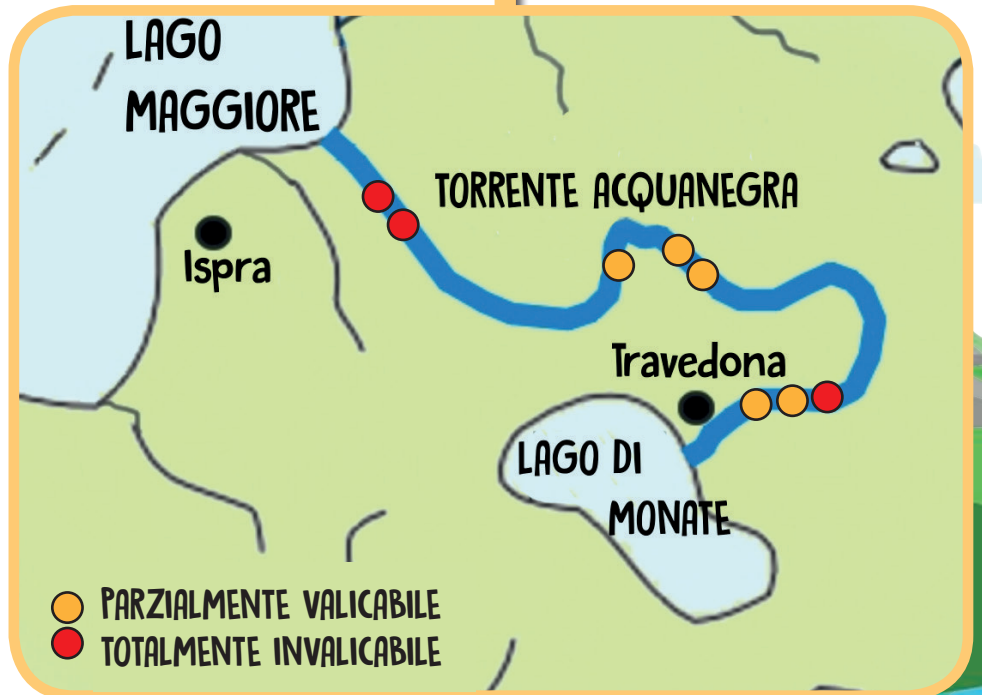 LAGO
MAGGIORE
TORRENTE ACQUANEGRA
Ispra
Travedona
LAGO DI
MONATE
PARZIALMENTE VALICABILE
TOTALMENTE INVALICABILE